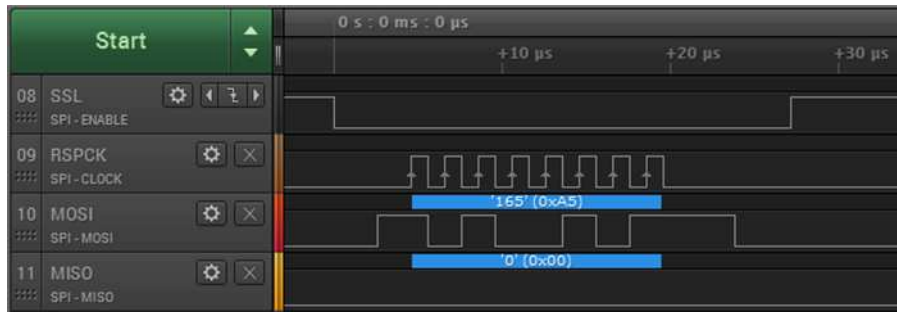 Start
0 s : 0 ms : 0 µs
+10 µs
+20 µs
+30 µs
08 SSL
SPI - ENABLE
09 RSPCK
SPI - CLOCK
'165' (0xA5)
10 MOSI
SPI - MOSI
'0' (0x00)
11 MISO
SPI - MISO